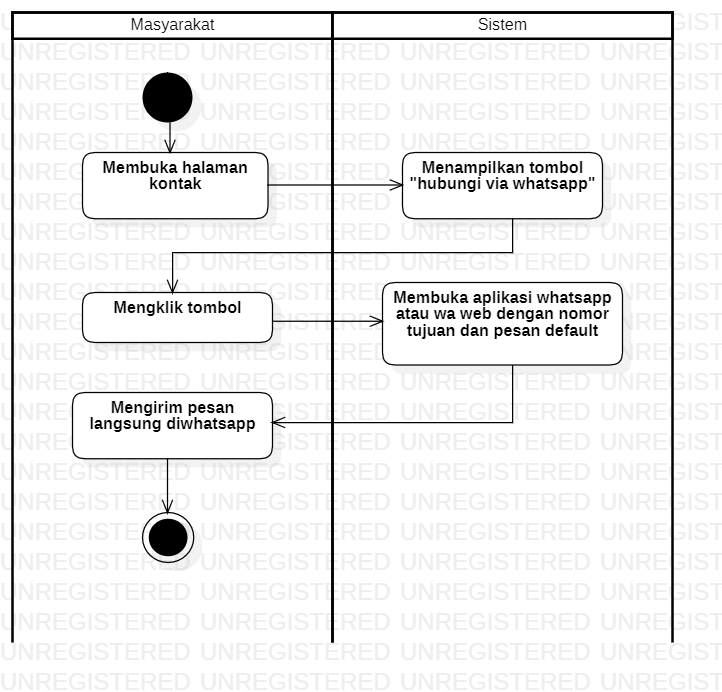 Masyarakat
Sistem
Membuka halaman
kontak
Menampilkan tombol
"hubungi via whatsapp"
Mengklik tombol
Membuka aplikasi whatsapp
atau wa web dengan nomor
tujuan dan pesan default
Mengirim pesan
langsung diwhatsapp
UNREGISTERED UNREGISTERED UNREGISTERED UNREGISTERED